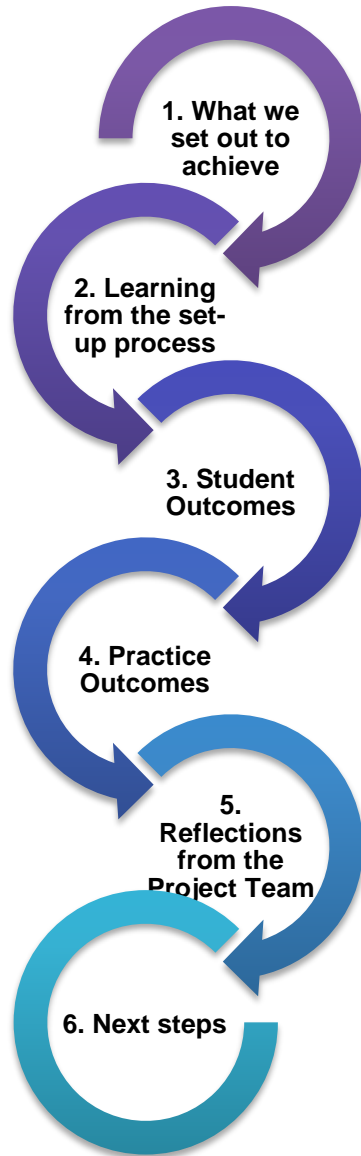 1. What we
set out to
achieve
2. Learning
from the set-
up process
3. Student
Outcomes
4. Practice
Outcomes
5.
Reflections
from the
Project Team
6. Next steps